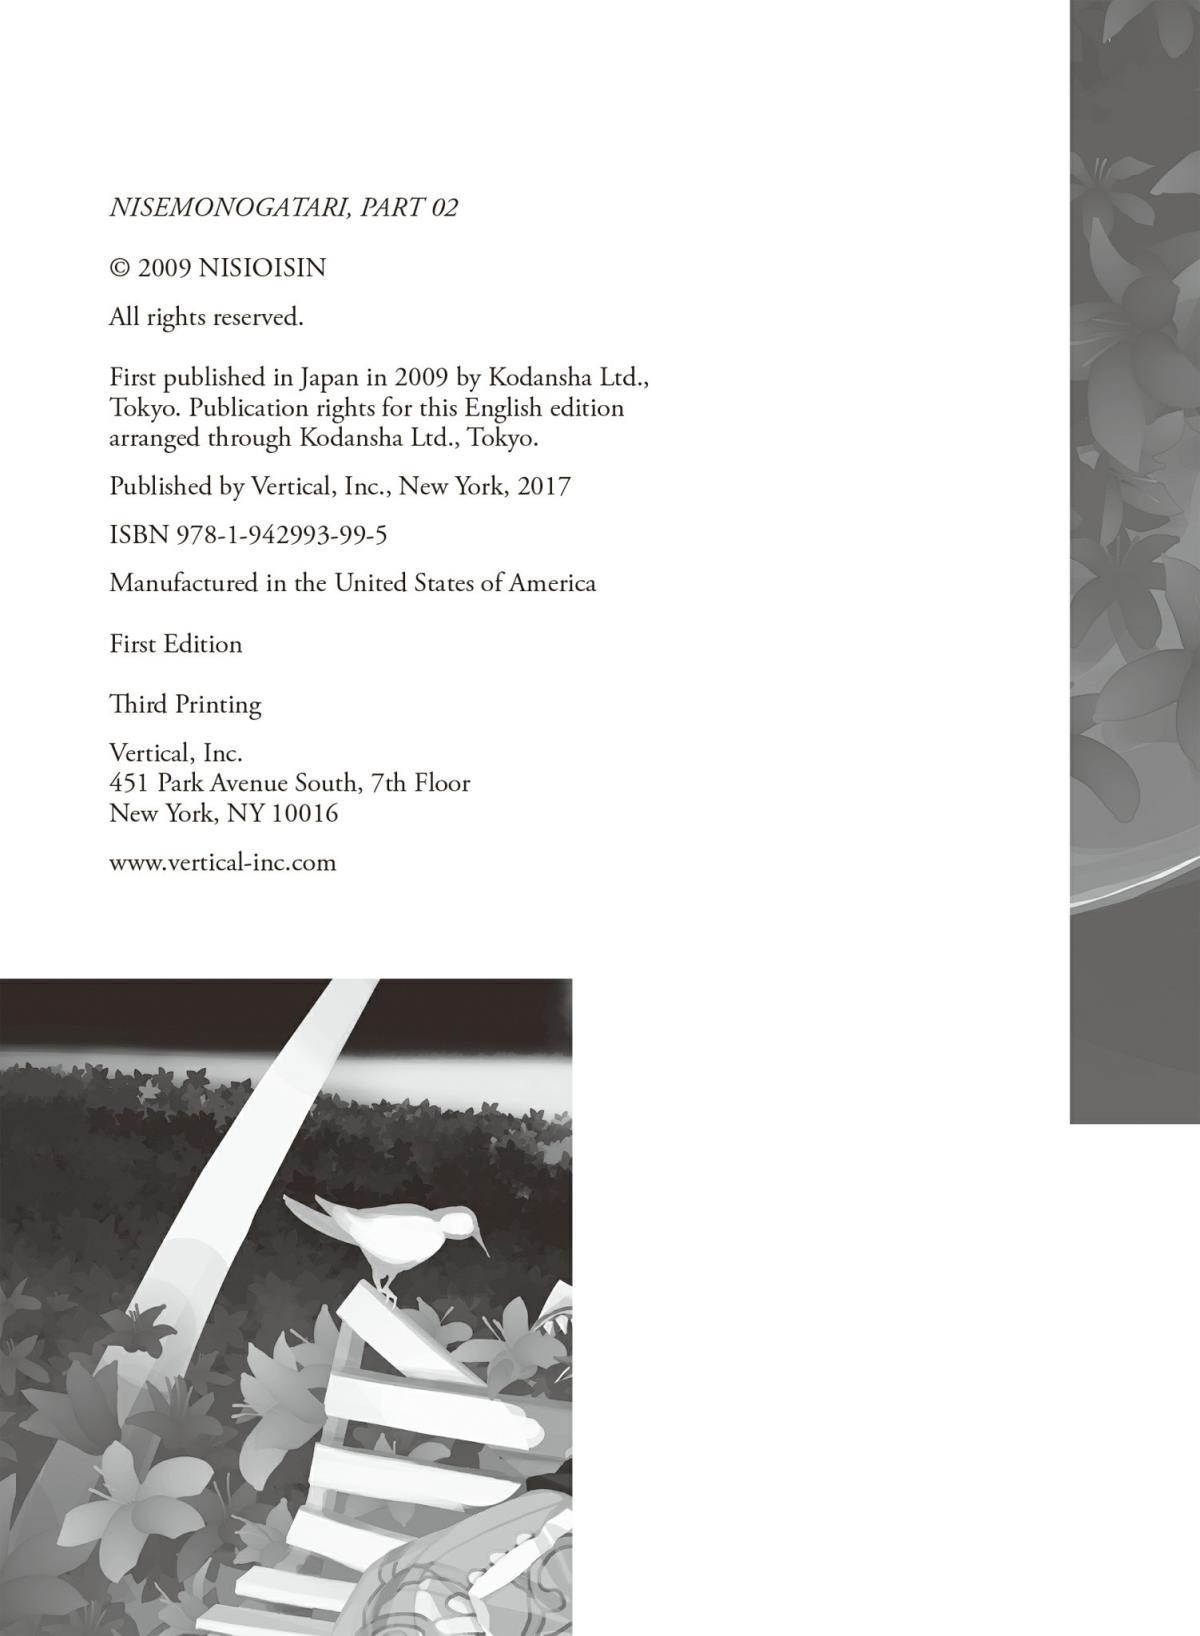 NISEMONOGATARI, PART 02
© 2009 NISIOISIN
All rights reserved.
First published in Japan in 2009 by Kodansha Ltd.,
Tokyo. Publication rights for this English edition
arranged through Kodansha Ltd., Tokyo.
Published by Vertical, Inc., New York, 2017
ISBN 978-1-942993-99-5
Manufactured in the United States of America
First Edition
Third Printing
Vertical, Inc.
451 Park Avenue South, 7th Floor
New York, NY 10016
www.vertical-inc.com